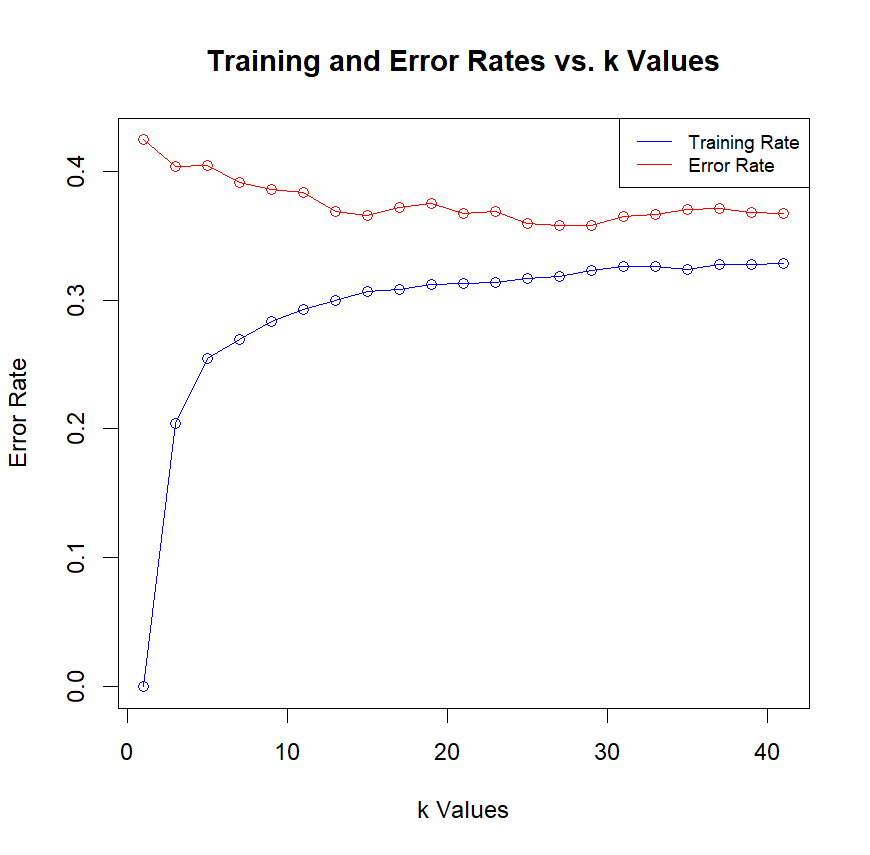 Training and Error Rates vs. k Values
Training Rate
Error Rate
0.4
0.3
0.2
0.1
0.0
Error Rate
0
10
20
30
40
k Values